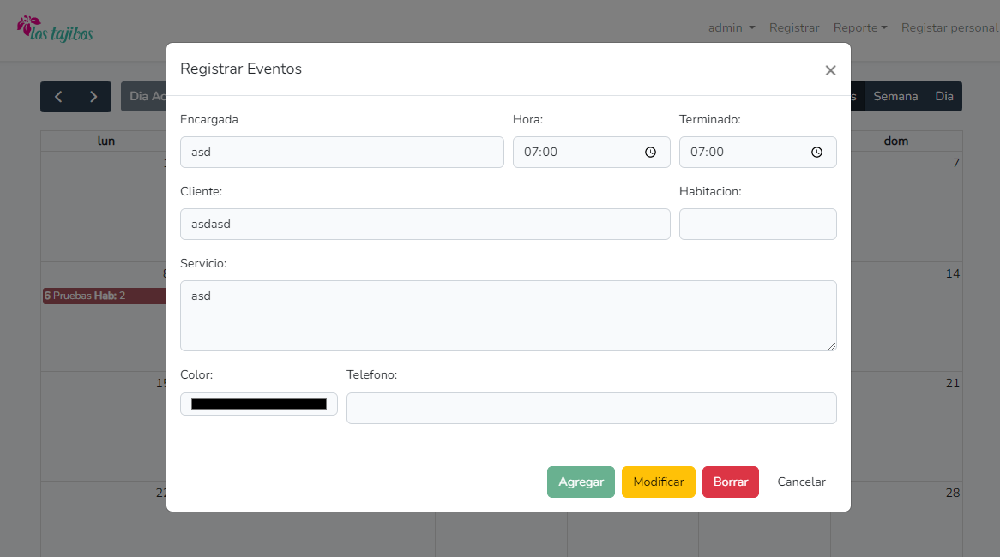 los tajibos
admin Registrar Reporte Registar personal
Registrar Eventos
Dia Ac
s Semana Dia
Encargada Hora: Terminado:
lun dom
asd 07:00 07:00
1 7
Cliente: Habitacion:
asdasd
Servicio:
8 14
asd
6 Pruebas Hab: 2
Color: Telefono:
15 21
Agregar Modificar Borrar Cancelar
22 28